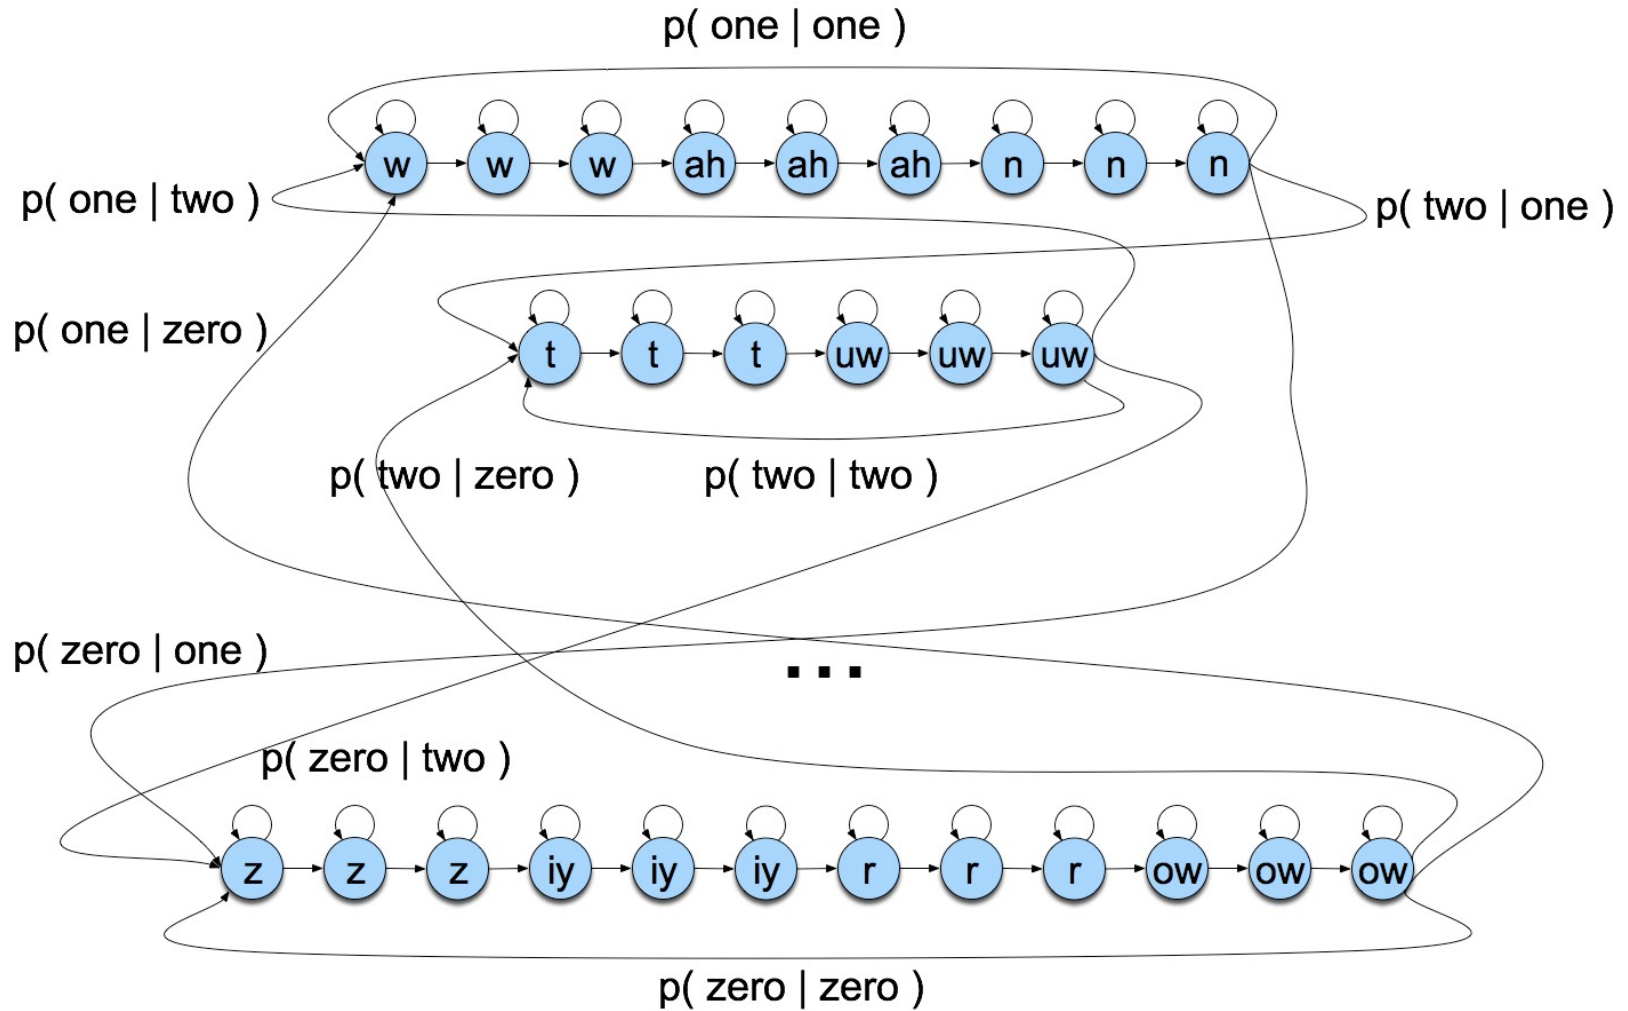 p( one | one )
w w w ah ah ah n n n
p( one | two )
p( two | one )
p( one | zero )
t t t uw uw uw
p( two | zero )
p( two | two )
p( zero | one )
...
p( zero | two )
z z z iy iy iy r r r ow ow ow
p( zero | zero )